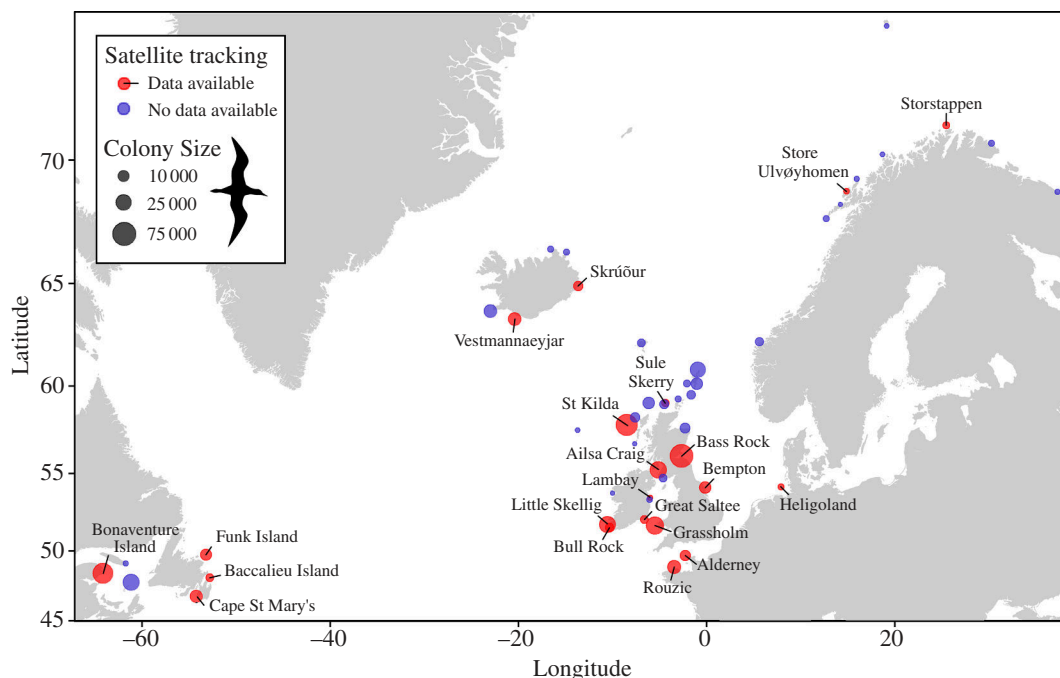 Satellite tracking
Data available
No data available
Colony Size
10 000
25 000
75 000
Storstappen
Store
Ulvøyhomen
Skrúður
Vestmannaeyjar
Sule
Skerry
St Kilda
Bass Rock
Ailsa Craig
Bempton
Lambay
Heligoland
Little Skellig
Great Saltee
Grassholm
Bull Rock
Alderney
Rouzic
Bonaventure
Island
Funk Island
Baccalieu Island
Cape St Mary's
Latitude
70
65
60
55
50
45
−60
−40
−20
0
20
Longitude